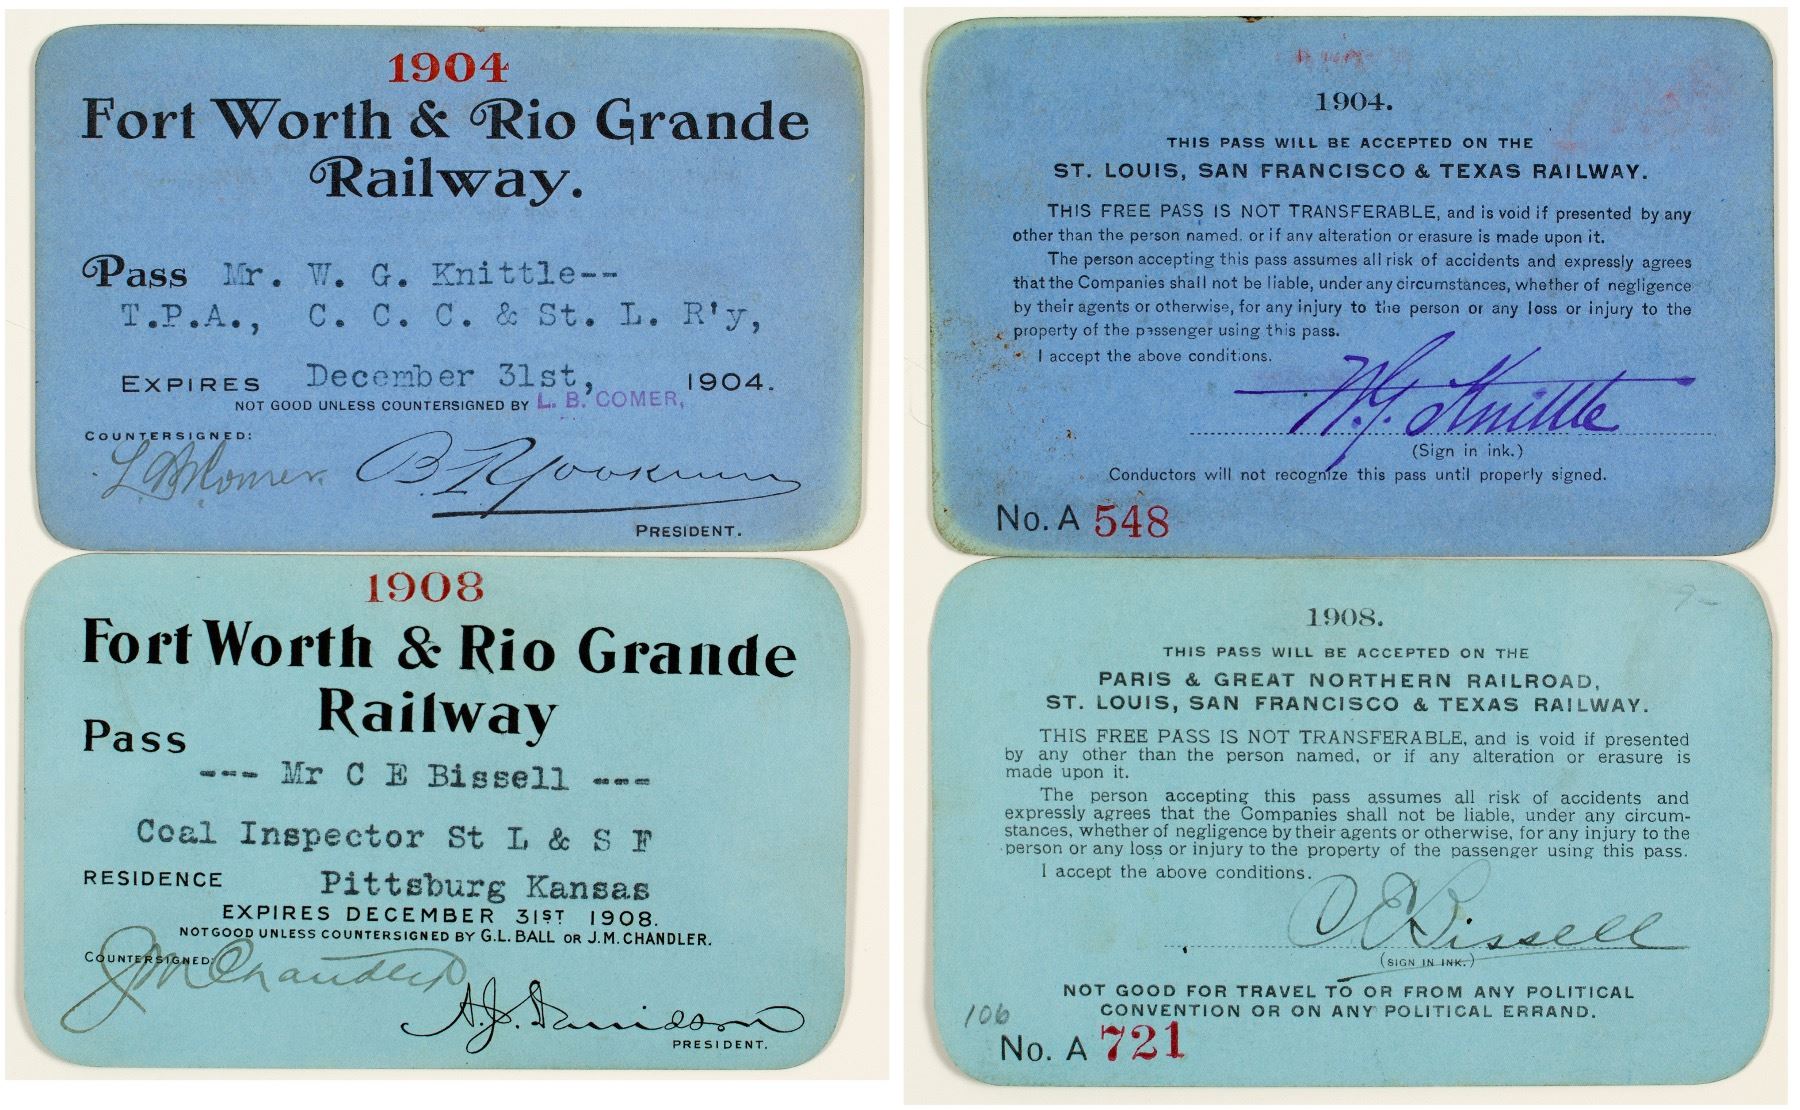 1904
Fort Worth & Rio Grande
Railway.
Pass Mr. W. G. Knittle--
T.P.A., C. C. C. & St. L. R'y,
EXPIRES December 31st, 1904.
NOT GOOD UNLESS COUNTERSIGNED BY L. B. COMER,
COUNTERSIGNED:
L B Comer. B. F. Yoakum
PRESIDENT.
1904.
THIS PASS WILL BE ACCEPTED ON THE
ST. LOUIS, SAN FRANCISCO & TEXAS RAILWAY.
THIS FREE PASS IS NOT TRANSFERABLE, and is void if presented by any
other than the person named, or if any alteration or erasure is made upon it.
The person accepting this pass assumes all risk of accidents and expressly agrees
that the Companies shall not be liable, under any circumstances, whether of negligence
by their agents or otherwise, for any injury to the person or any loss or injury to the
property of the passenger using this pass.
I accept the above conditions.
W. G. Knittle
(Sign in ink.)
Conductors will not recognize this pass until properly signed.
No. A 548
1908
Fort Worth & Rio Grande
Railway
Pass
--- Mr C E Bissell ---
Coal Inspector St L & S F
RESIDENCE Pittsburg Kansas
EXPIRES DECEMBER 31ST 1908.
NOT GOOD UNLESS COUNTERSIGNED BY G.L. BALL OR J.M. CHANDLER.
COUNTERSIGNED:
J M Chandler
A. J. Davidson
PRESIDENT.
1908.
THIS PASS WILL BE ACCEPTED ON THE
PARIS & GREAT NORTHERN RAILROAD,
ST. LOUIS, SAN FRANCISCO & TEXAS RAILWAY.
THIS FREE PASS IS NOT TRANSFERABLE, and is void if presented
by any other than the person named, or if any alteration or erasure is
made upon it.
The person accepting this pass assumes all risk of accidents and
expressly agrees that the Companies shall not be liable, under any circum-
stances, whether of negligence by their agents or otherwise, for any injury to the
person or any loss or injury to the property of the passenger using this pass.
I accept the above conditions.
C E Bissell
(SIGN IN INK.)
NOT GOOD FOR TRAVEL TO OR FROM ANY POLITICAL
CONVENTION OR ON ANY POLITICAL ERRAND.
106
No. A 721